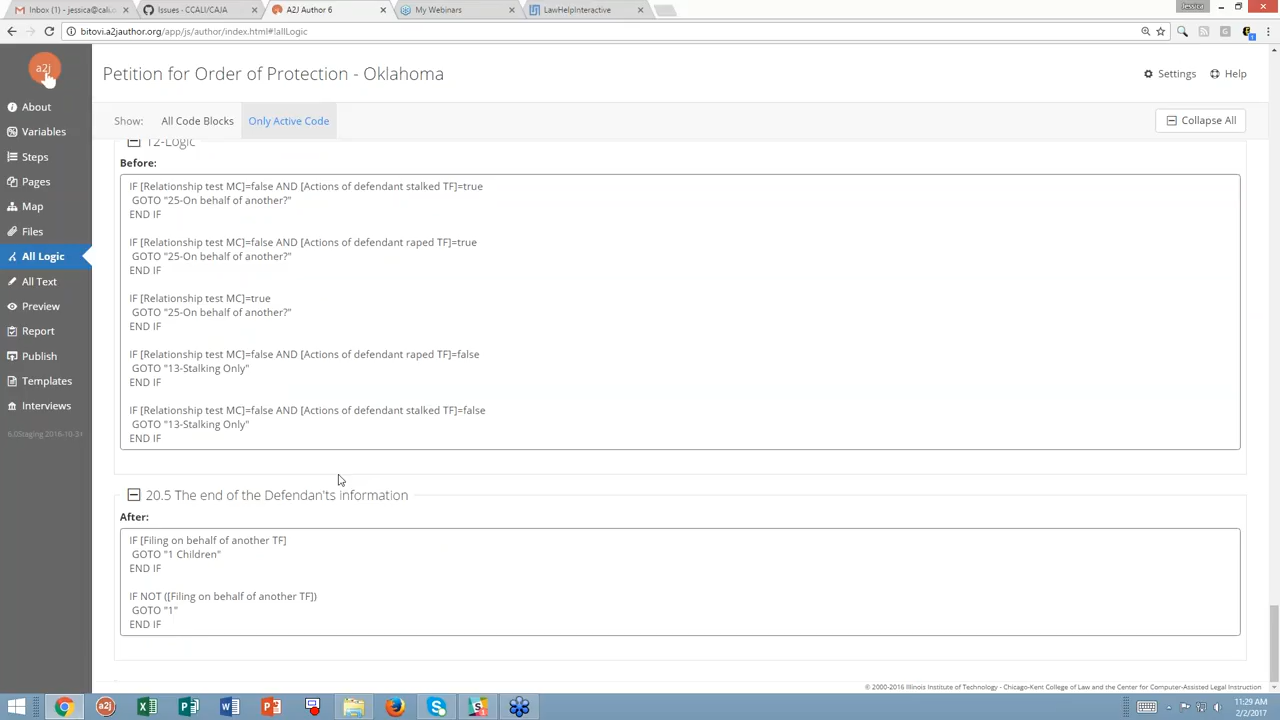 Inbox (1) - jessica@cali.o
Issues · CCALI/CAJA
A2J Author 6
My Webinars
LawHelpInteractive
Jessica
bitovi.a2jauthor.org/app/js/author/index.html#!allLogic
a2j
Petition for Order of Protection - Oklahoma
Settings
Help
About
Variables
Steps
Pages
Map
Files
All Logic
All Text
Preview
Report
Publish
Templates
Interviews
6.0Staging 2016-10-31
Show:
All Code Blocks
Only Active Code
Collapse All
12-Logic
Before:
IF [Relationship test MC]=false AND [Actions of defendant stalked TF]=true
GOTO "25-On behalf of another?"
END IF
IF [Relationship test MC]=false AND [Actions of defendant raped TF]=true
GOTO "25-On behalf of another?"
END IF
IF [Relationship test MC]=true
GOTO "25-On behalf of another?"
END IF
IF [Relationship test MC]=false AND [Actions of defendant raped TF]=false
GOTO "13-Stalking Only"
END IF
IF [Relationship test MC]=false AND [Actions of defendant stalked TF]=false
GOTO "13-Stalking Only"
END IF
20.5 The end of the Defendan'ts information
After:
IF [Filing on behalf of another TF]
GOTO "1 Children"
END IF
IF NOT ([Filing on behalf of another TF])
GOTO "1"
END IF
© 2000-2016 Illinois Institute of Technology - Chicago-Kent College of Law and the Center for Computer-Assisted Legal Instruction
11:29 AM
2/2/2017